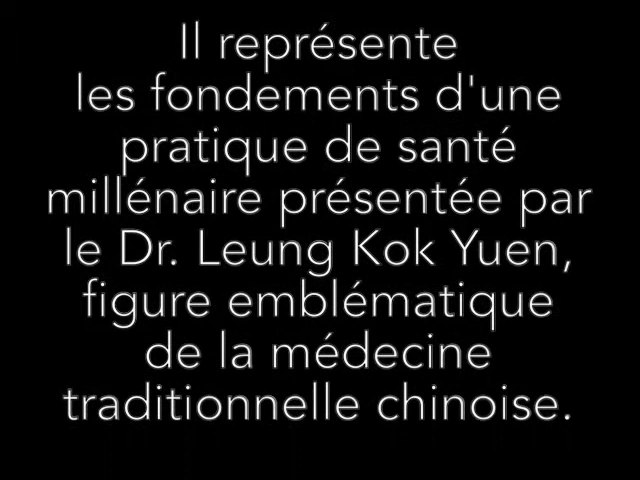 Il représente
les fondements d'une
pratique de santé
millénaire présentée par
le Dr. Leung Kok Yuen,
figure emblématique
de la médecine
traditionnelle chinoise.